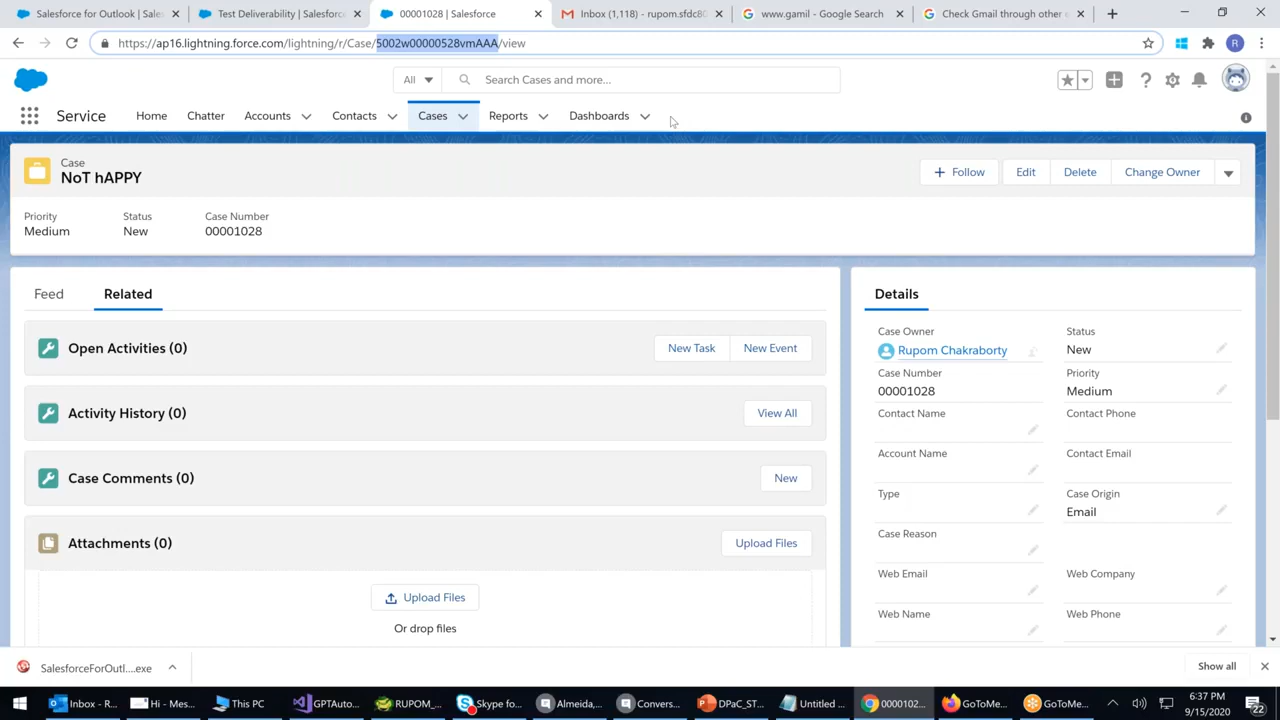 Salesforce for Outlook | Sa
Test Deliverability | Salesforc
00001028 | Salesforce
Inbox (1,118) - rupom.sfdc80
www.gamil - Google Search
Check Gmail through other e
https://ap16.lightning.force.com/lightning/r/Case/5002w00000528vmAAA/view
R
All
Search Cases and more...
Service
Home
Chatter
Accounts
Contacts
Cases
Reports
Dashboards
Case
NoT hAPPY
+ Follow
Edit
Delete
Change Owner
Priority
Status
Case Number
Medium
New
00001028
Feed
Related
Open Activities (0)
New Task
New Event
Activity History (0)
View All
Case Comments (0)
New
Attachments (0)
Upload Files
Upload Files
Or drop files
Details
Case Owner
Rupom Chakraborty
Status
New
Case Number
00001028
Priority
Medium
Contact Name
Contact Phone
Account Name
Contact Email
Type
Case Origin
Email
Case Reason
Web Email
Web Company
Web Name
Web Phone
SalesforceForOutl....exe
Show all
Inbox - R...
Hi - Mes...
This PC
GPTAuto...
RUPOM_...
Skype fo...
Almeida,...
Convers...
DPaC_ST...
Untitled ...
0000102...
GoToMe...
GoToMe...
6:37 PM
9/15/2020
22